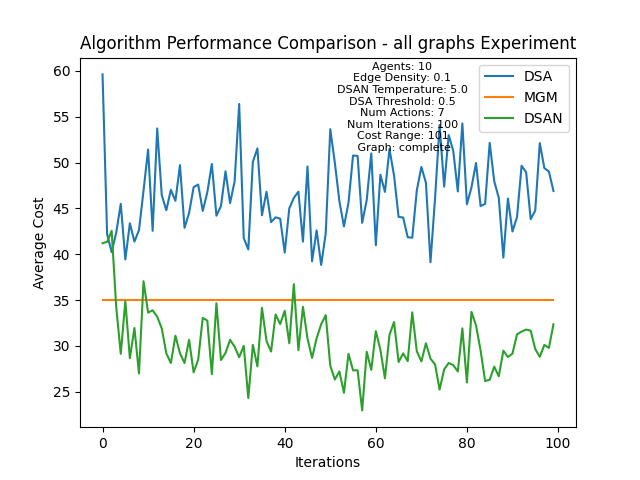 Algorithm Performance Comparison - all graphs Experiment
Agents: 10
Edge Density: 0.1
DSAN Temperature: 5.0
DSA Threshold: 0.5
Num Actions: 7
Num Iterations: 100
Cost Range: 101
Graph: complete
DSA
MGM
DSAN
Average Cost
60
55
50
45
40
35
30
25
0
20
40
60
80
100
Iterations